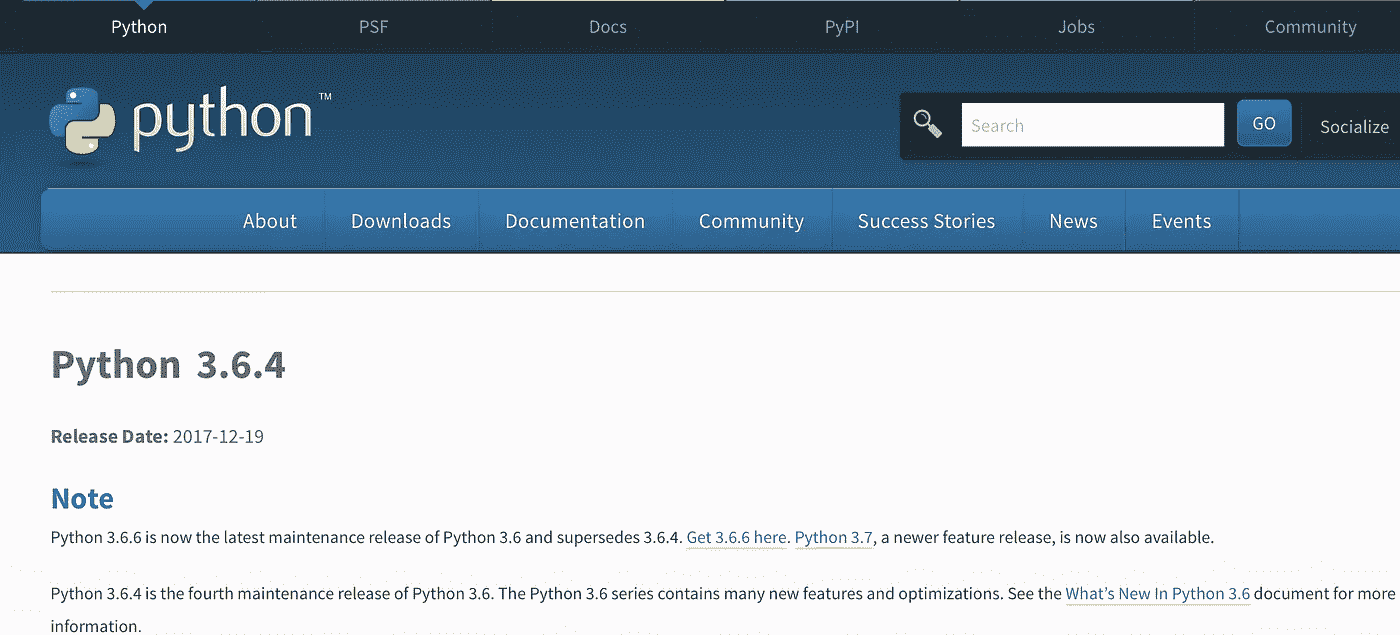 Python PSF Docs PyPI Jobs Community
python™
Search GO Socialize
About Downloads Documentation Community Success Stories News Events
Python 3.6.4
Release Date: 2017-12-19
Note
Python 3.6.6 is now the latest maintenance release of Python 3.6 and supersedes 3.6.4. Get 3.6.6 here. Python 3.7, a newer feature release, is now also available.
Python 3.6.4 is the fourth maintenance release of Python 3.6. The Python 3.6 series contains many new features and optimizations. See the What's New In Python 3.6 document for more
information.